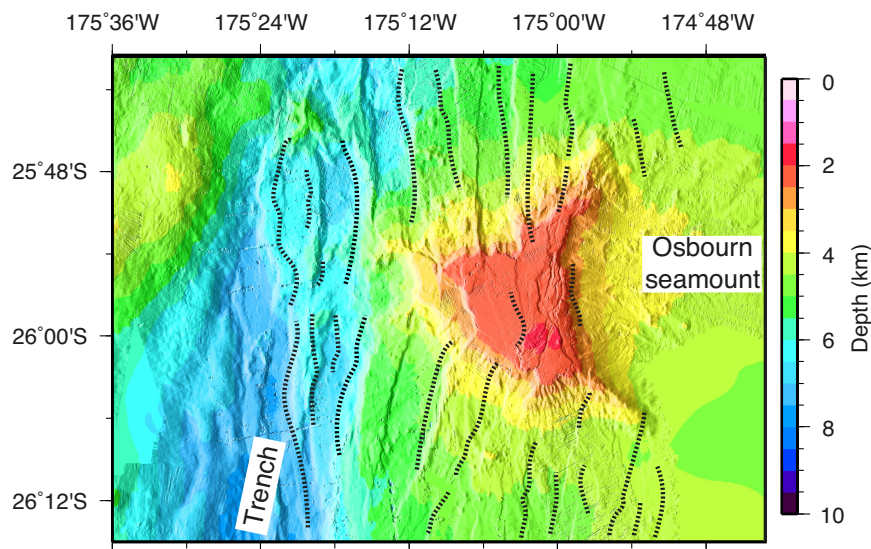 175˚36'W 175˚24'W 175˚12'W 175˚00'W 174˚48'W
25˚48'S
26˚00'S
26˚12'S
Osbourn
seamount
Trench
0
2
4
6
8
10
Depth (km)